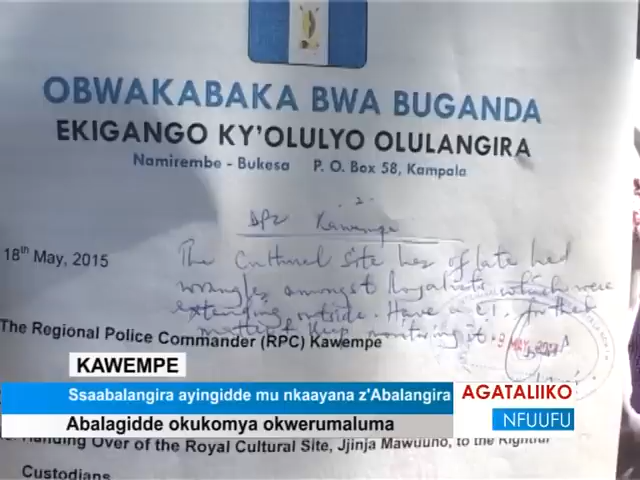 OBWAKABAKA BWA BUGANDA
EKIGANGO KY'OLULYO OLULANGIRA
Namirembe - Bukesa P. O. Box 58, Kampala
- 2 -
DPC Kawempe
18th May, 2015
The Cultural site has of late had
wrangles amongst Royalists which were
extending outside. Have a
matter & keep monitoring it.
The Regional Police Commander (RPC) Kawempe
KAWEMPE
Ssaabalangira ayingidde mu nkaayana z'Abalangira
AGATALIIKO
NFUUFU
Abalagidde okukomya okwerumaluma
Handing Over of the Royal Cultural Site, Jjinja Mawuuno, to the Rightful
Custodians